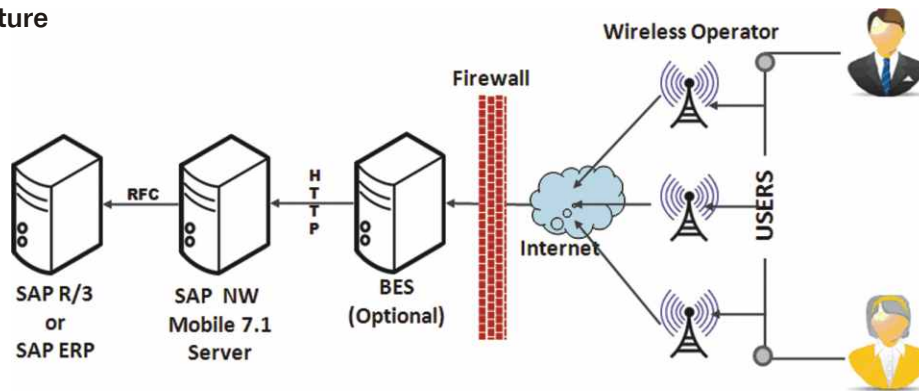 ture
Wireless Operator
Firewall
USERS
HTTP
RFC
Internet
SAP R/3
or
SAP ERP
SAP NW
Mobile 7.1
Server
BES
(Optional)